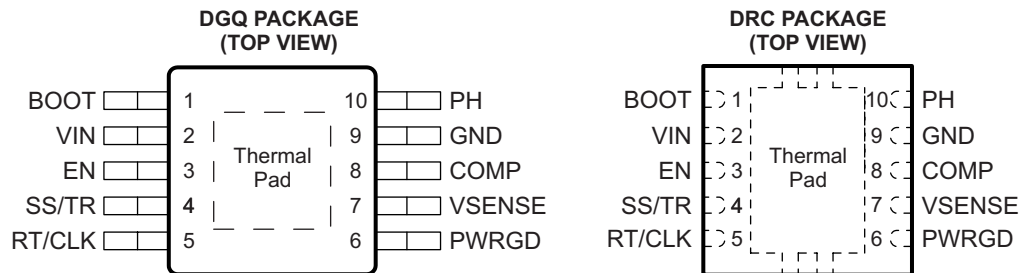 DGQ PACKAGE
(TOP VIEW)
BOOT 1 10 PH
VIN 2 9 GND
EN 3 8 COMP
SS/TR 4 7 VSENSE
RT/CLK 5 6 PWRGD
Thermal
Pad
DRC PACKAGE
(TOP VIEW)
BOOT 1 10 PH
VIN 2 9 GND
EN 3 8 COMP
SS/TR 4 7 VSENSE
RT/CLK 5 6 PWRGD
Thermal
Pad